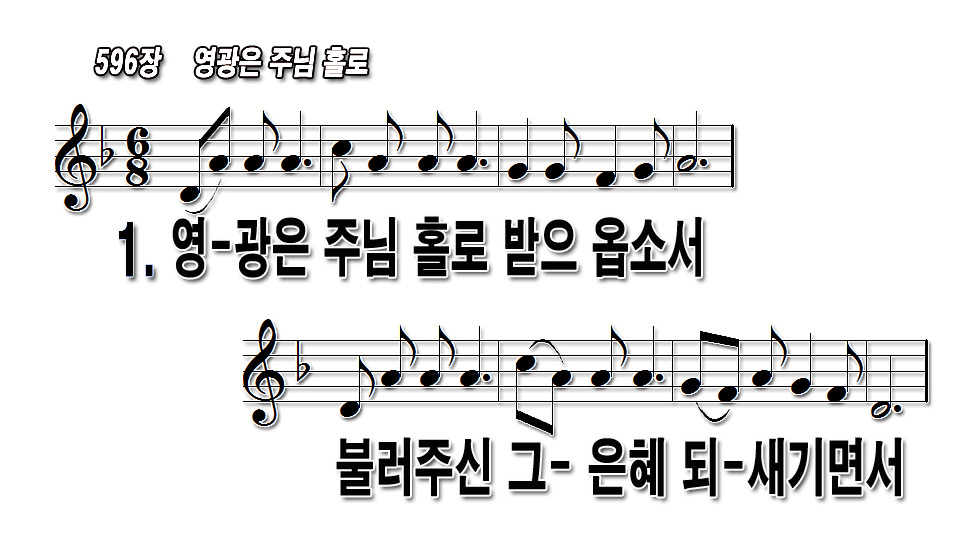 596장 영광은 주님 홀로
1. 영-광은 주님 홀로 받으 옵소서
불러주신 그- 은혜 되-새기면서